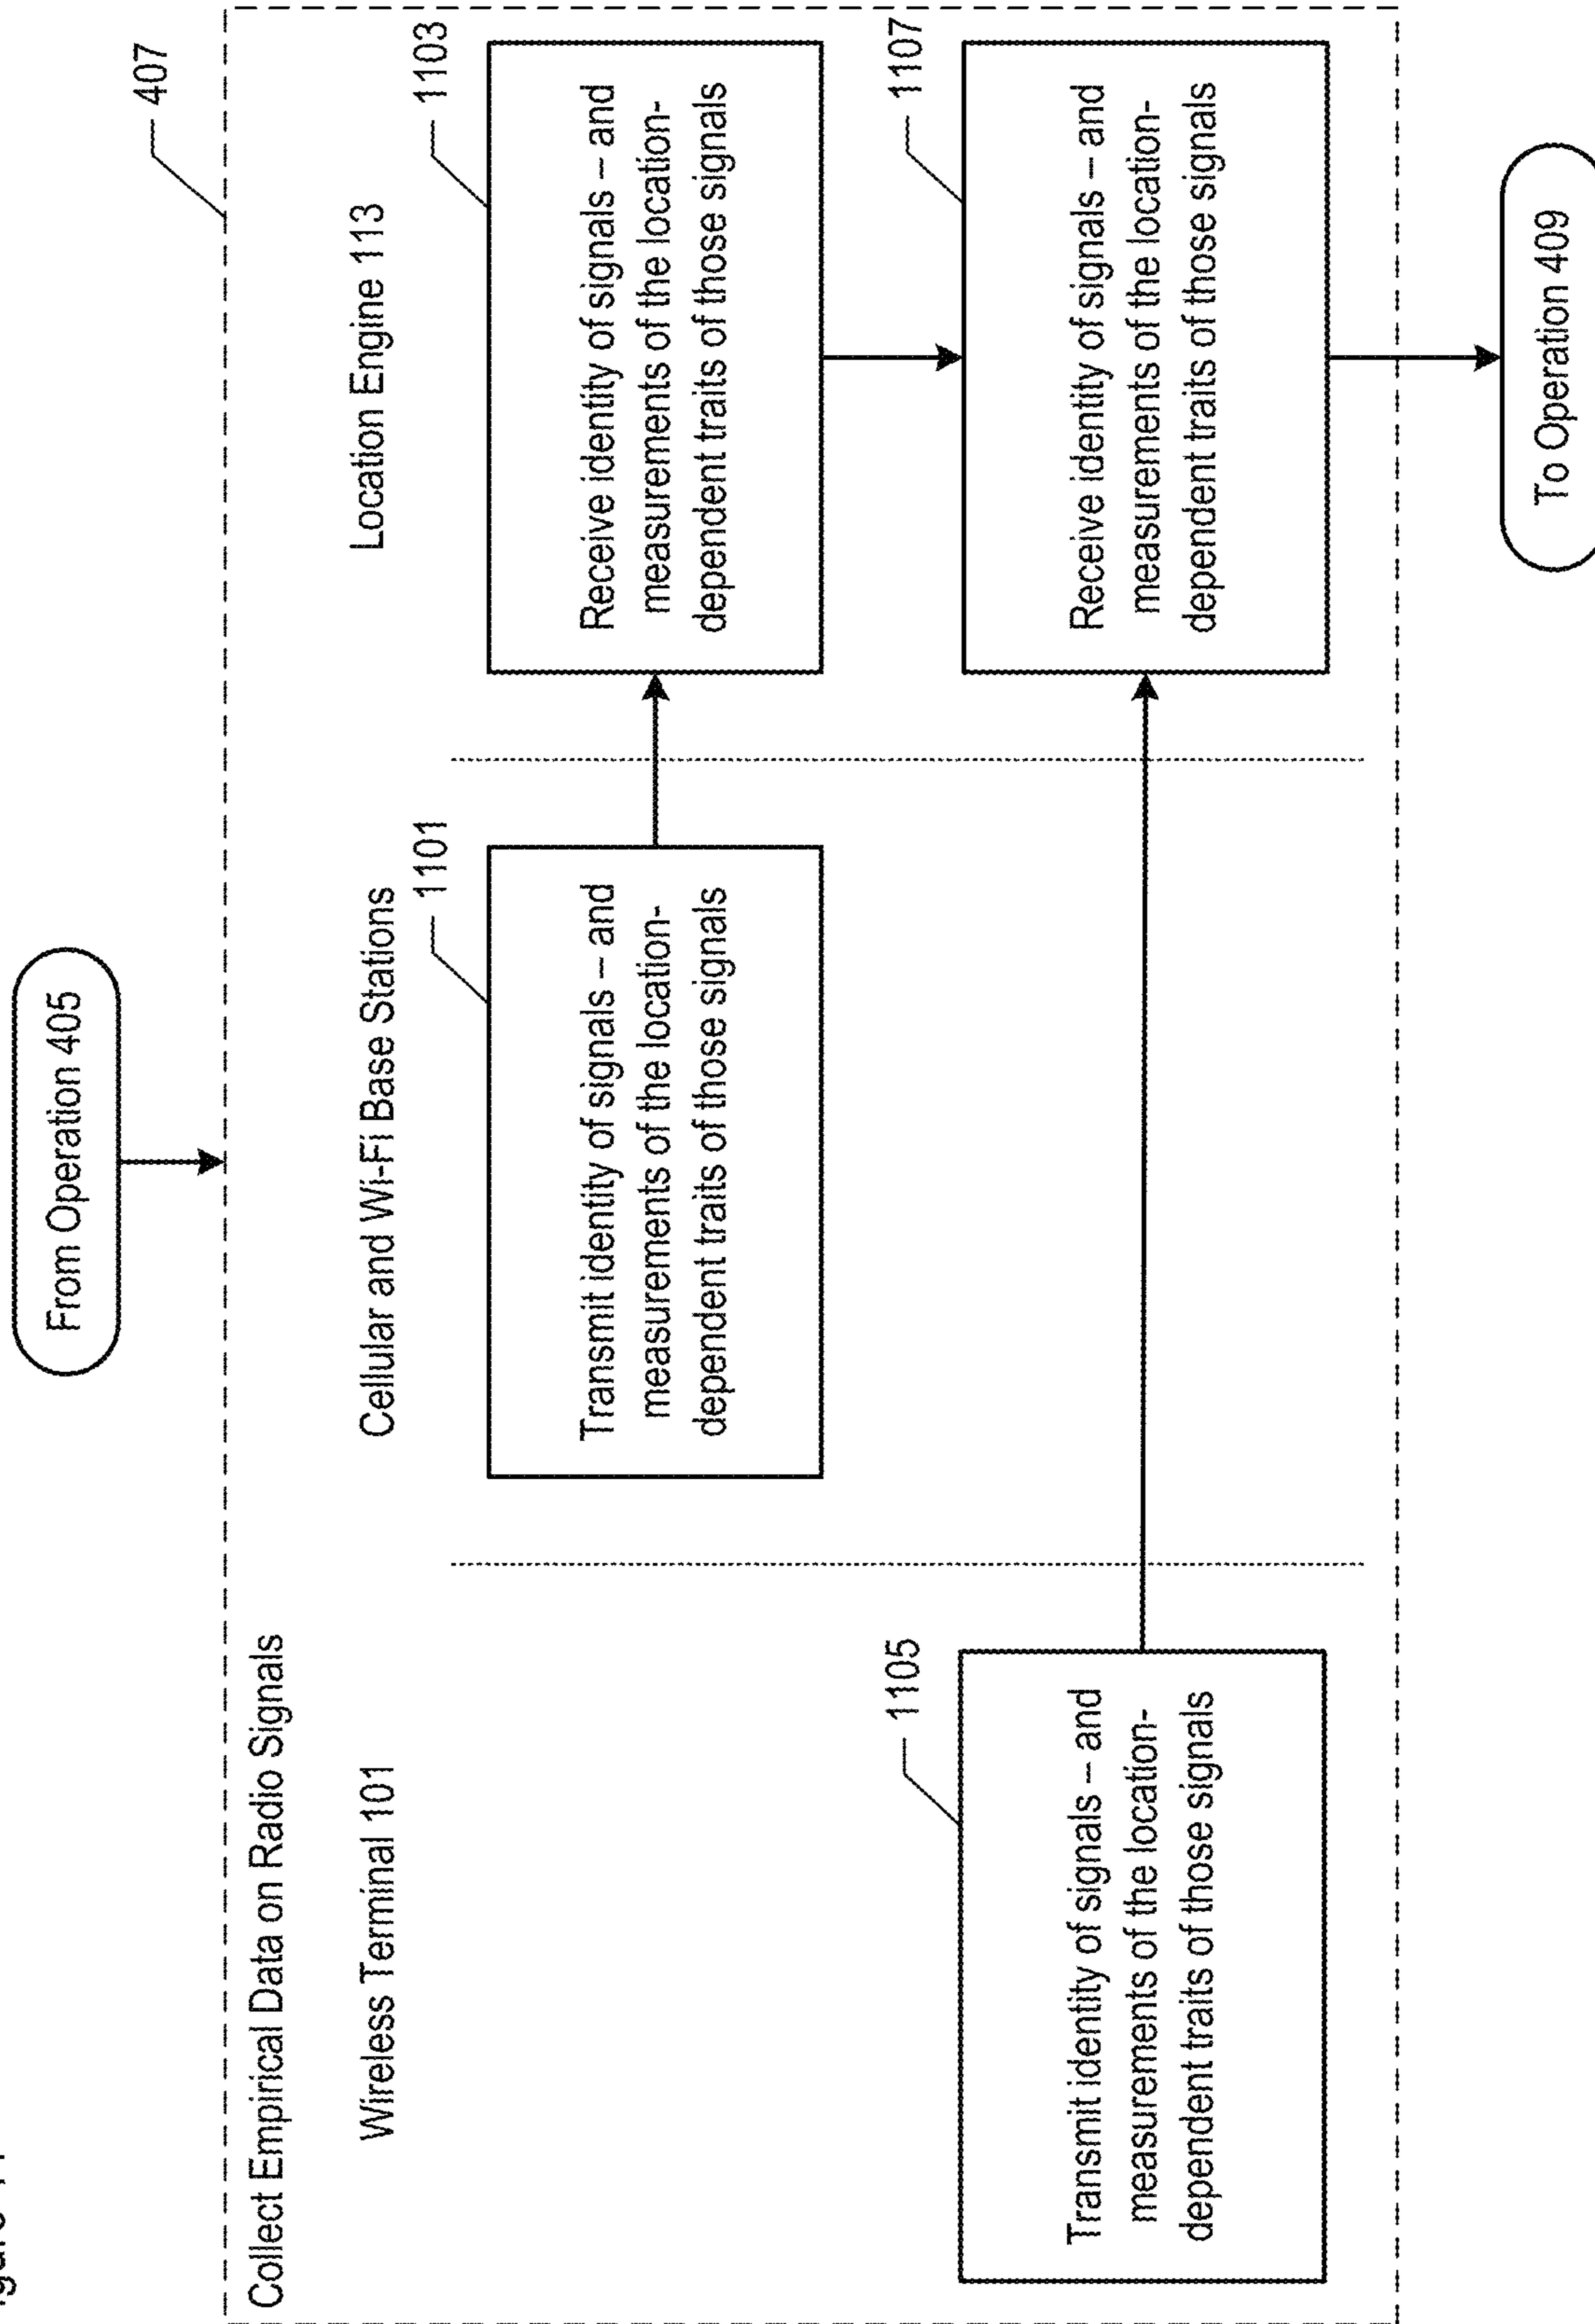 From Operation 405
407
Collect Empirical Data on Radio Signals
Wireless Terminal 101
Cellular and Wi-Fi Base Stations
Location Engine 113
1101
Transmit identity of signals – and
measurements of the location-
dependent traits of those signals
1103
Receive identity of signals – and
measurements of the location-
dependent traits of those signals
1105
Transmit identity of signals – and
measurements of the location-
dependent traits of those signals
1107
Receive identity of signals – and
measurements of the location-
dependent traits of those signals
To Operation 409